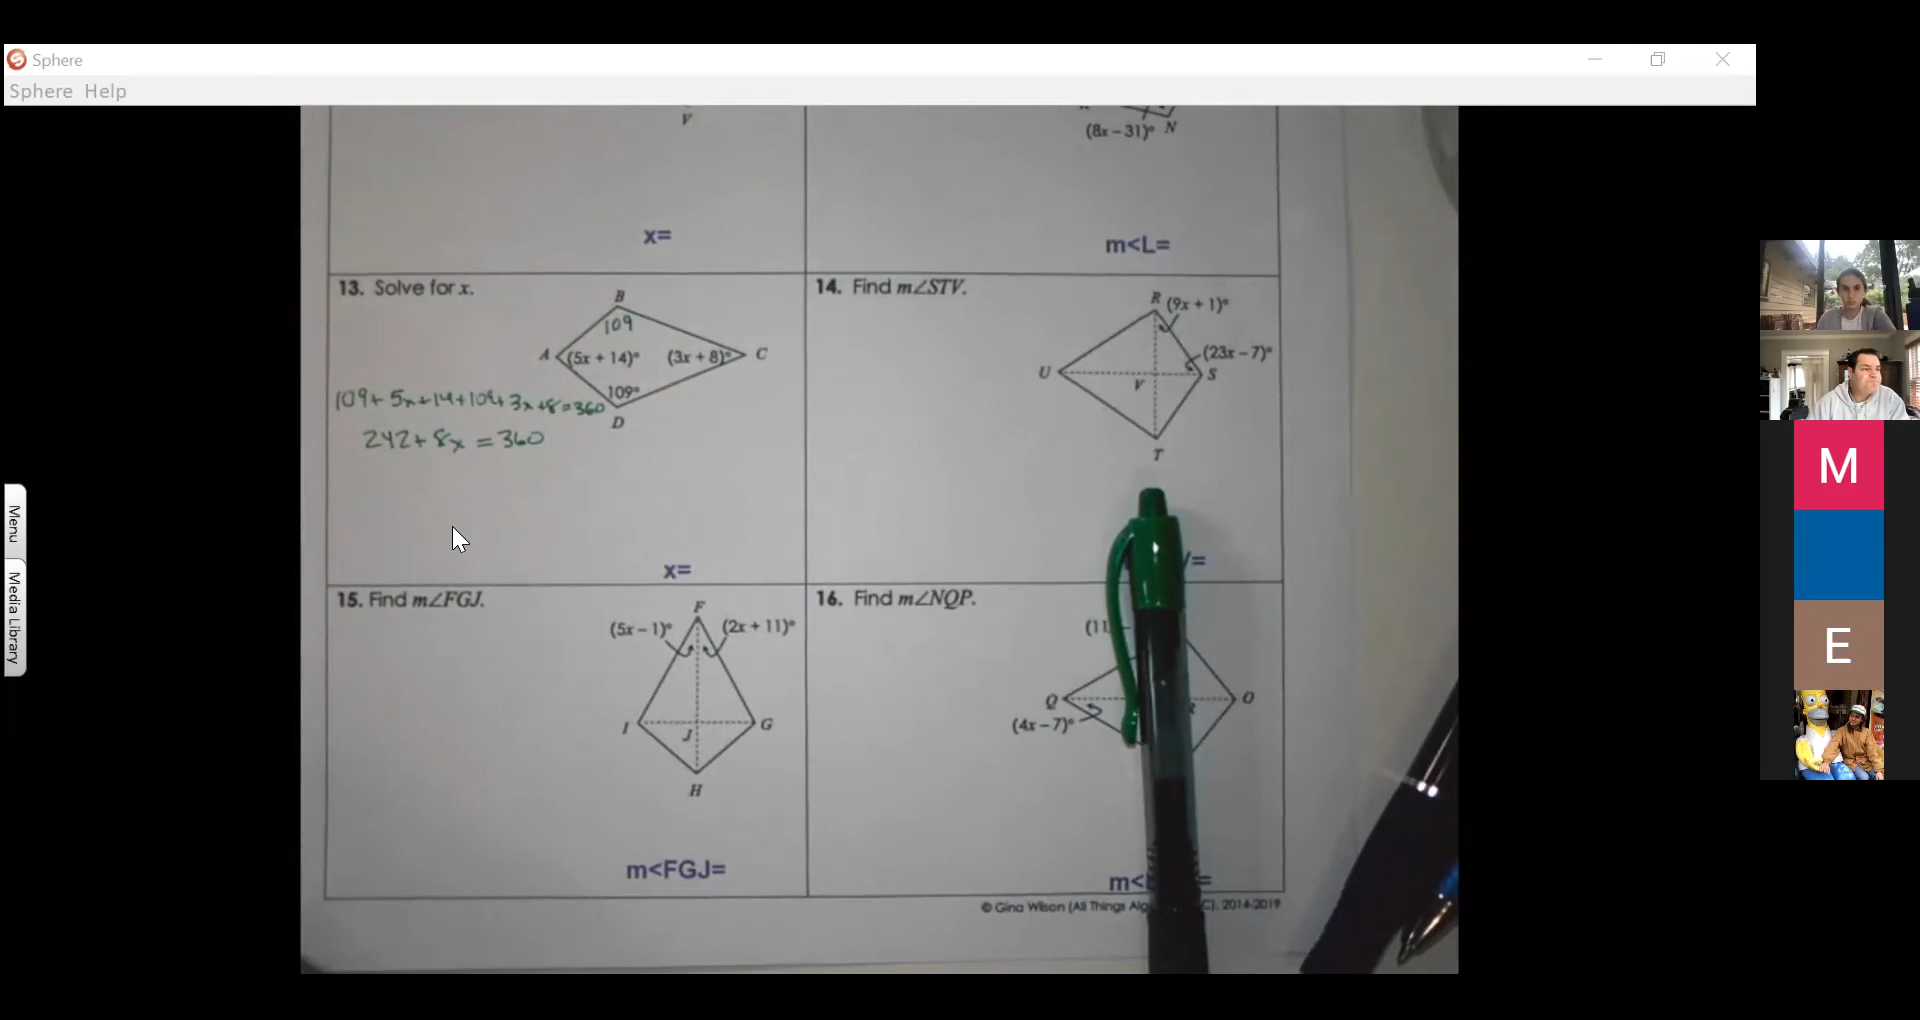 Sphere
Sphere Help
V
(8x – 31)° N
x=
m<L=
13. Solve for x.
B
109
A (5x + 14)° (3x + 8)° C
109°
D
109 + 5x + 14 + 109 + 3x + 8 = 360
242 + 8x = 360
x=
14. Find m∠STV.
R (9x + 1)°
(23x – 7)°
U V S
T
=
15. Find m∠FGJ.
F
(5x – 1)° (2x + 11)°
I J G
H
m<FGJ=
16. Find m∠NQP.
(11
Q O
(4x – 7)°
m< =
© Gina Wilson (All Things Alg C), 2014-2019
Menu
Media Library
M
E